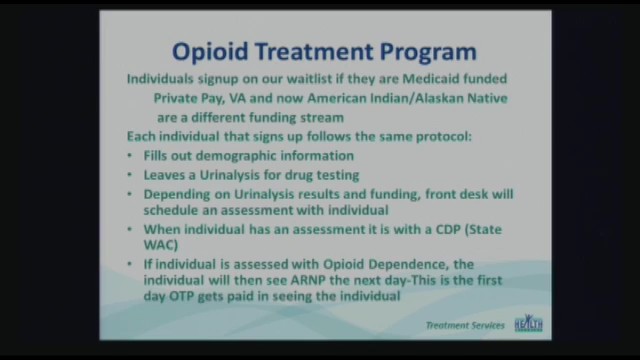 Opioid Treatment Program
Individuals signup on our waitlist if they are Medicaid funded
Private Pay, VA and now American Indian/Alaskan Native
are a different funding stream
Each individual that signs up follows the same protocol:
• Fills out demographic information
• Leaves a Urinalysis for drug testing
• Depending on Urinalysis results and funding, front desk will
schedule an assessment with individual
• When individual has an assessment it is with a CDP (State
WAC)
• If individual is assessed with Opioid Dependence, the
individual will then see ARNP the next day-This is the first
day OTP gets paid in seeing the individual
Treatment Services
HEALTH